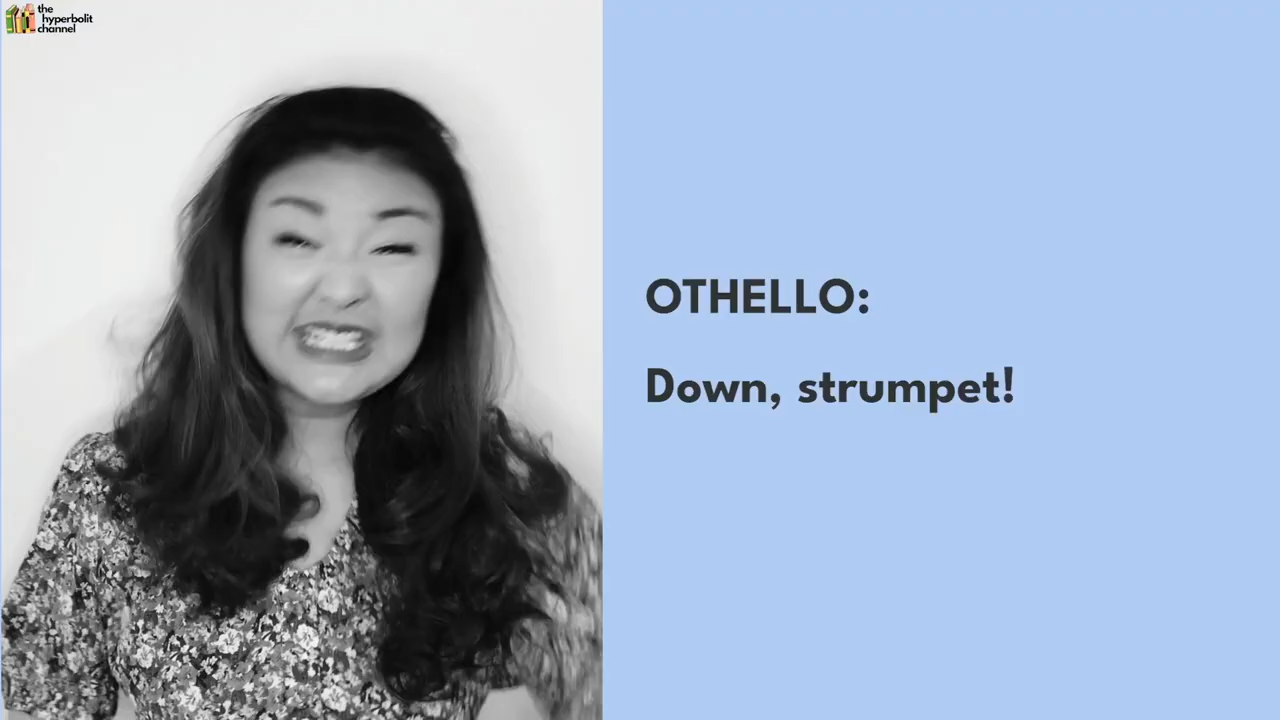 the
hyperbolit
channel
OTHELLO:
Down, strumpet!